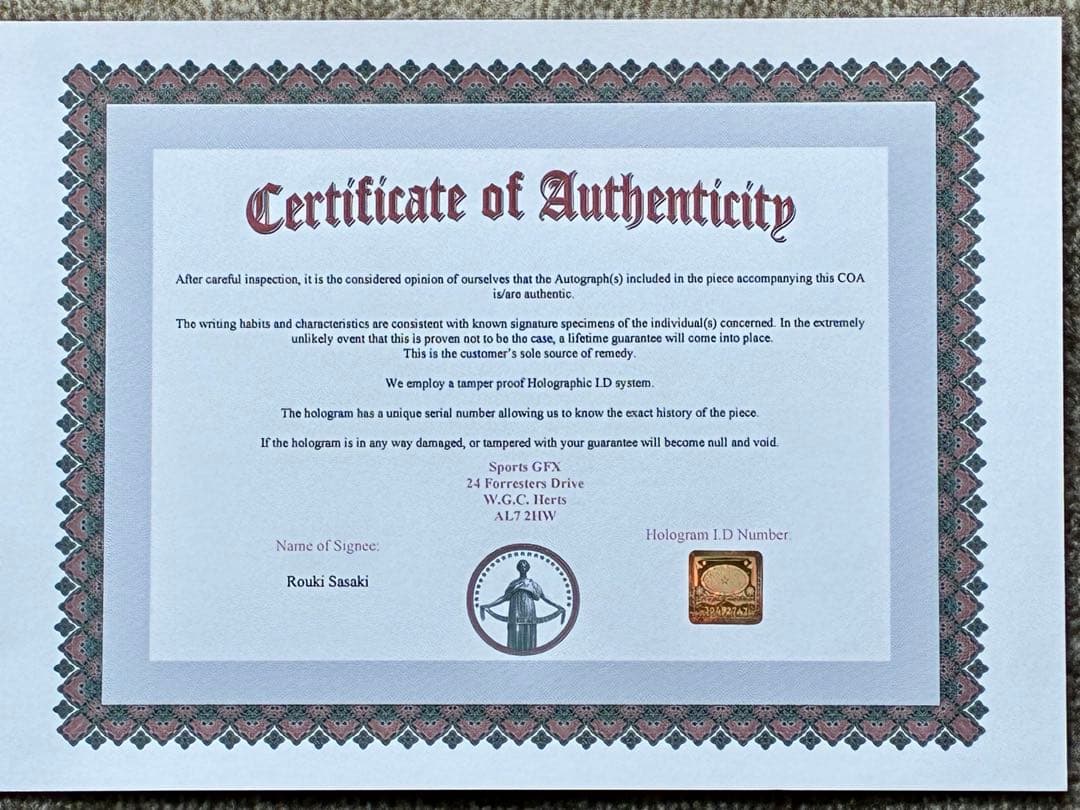 Certificate of Authenticity
After careful inspection, it is the considered opinion of ourselves that the Autograph(s) included in the piece accompanying this COA
is/are authentic.
The writing habits and characteristics are consistent with known signature specimens of the individual(s) concerned. In the extremely
unlikely event that this is proven not to be the case, a lifetime guarantee will come into place.
This is the customer's sole source of remedy.
We employ a tamper proof Holographic I.D system.
The hologram has a unique serial number allowing us to know the exact history of the piece.
If the hologram is in any way damaged, or tampered with your guarantee will become null and void.
Sports GFX
24 Forresters Drive
W.G.C. Herts
AL7 2HW
Name of Signee:
Hologram I.D Number:
Rouki Sasaki